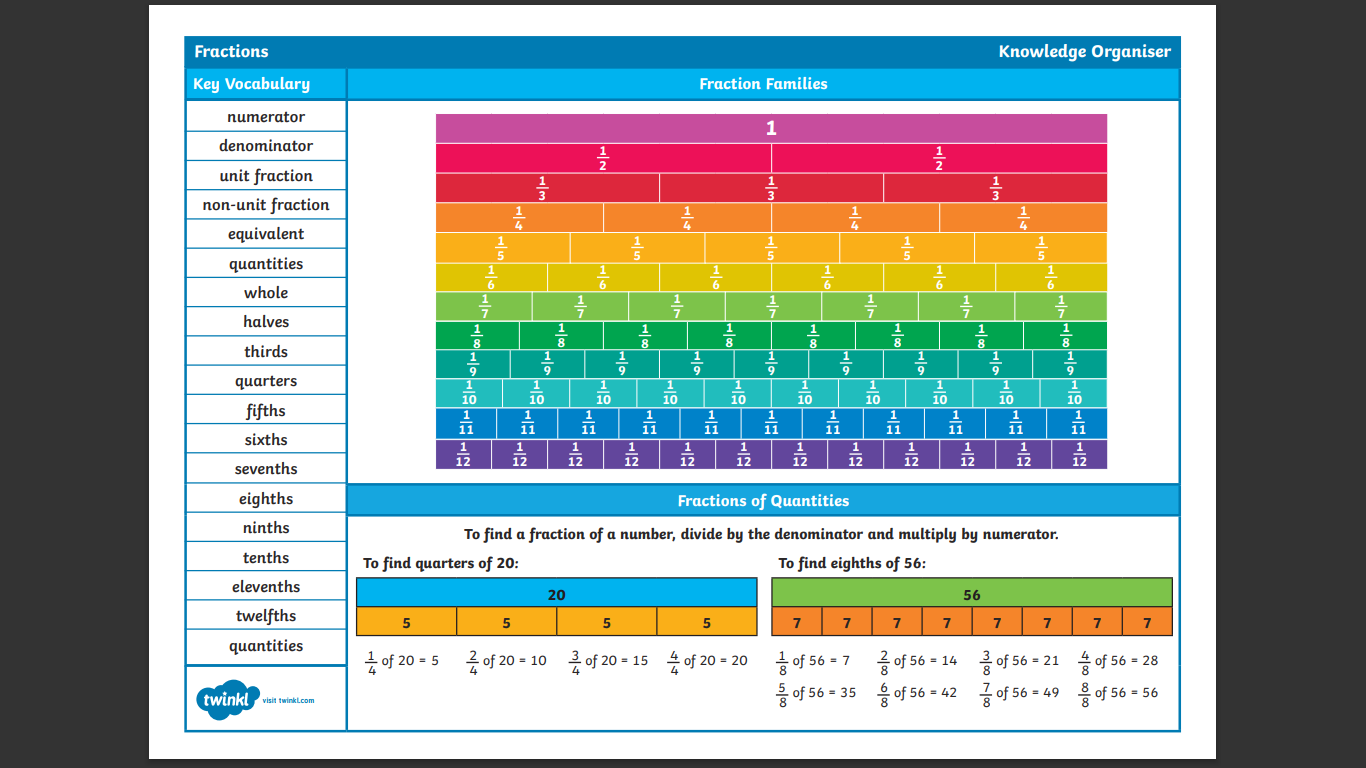 Fractions Knowledge Organiser
Key Vocabulary
numerator
denominator
unit fraction
non-unit fraction
equivalent
quantities
whole
halves
thirds
quarters
fifths
sixths
sevenths
eighths
ninths
tenths
elevenths
twelfths
quantities
twinkl visit twinkl.com
Fraction Families
1
1/2 1/2
1/3 1/3 1/3
1/4 1/4 1/4 1/4
1/5 1/5 1/5 1/5 1/5
1/6 1/6 1/6 1/6 1/6 1/6
1/7 1/7 1/7 1/7 1/7 1/7 1/7
1/8 1/8 1/8 1/8 1/8 1/8 1/8 1/8
1/9 1/9 1/9 1/9 1/9 1/9 1/9 1/9 1/9
1/10 1/10 1/10 1/10 1/10 1/10 1/10 1/10 1/10 1/10
1/11 1/11 1/11 1/11 1/11 1/11 1/11 1/11 1/11 1/11 1/11
1/12 1/12 1/12 1/12 1/12 1/12 1/12 1/12 1/12 1/12 1/12 1/12
Fractions of Quantities
To find a fraction of a number, divide by the denominator and multiply by numerator.
To find quarters of 20:
20
5 5 5 5
1/4 of 20 = 5 2/4 of 20 = 10 3/4 of 20 = 15 4/4 of 20 = 20
To find eighths of 56:
56
7 7 7 7 7 7 7 7
1/8 of 56 = 7 2/8 of 56 = 14 3/8 of 56 = 21 4/8 of 56 = 28
5/8 of 56 = 35 6/8 of 56 = 42 7/8 of 56 = 49 8/8 of 56 = 56